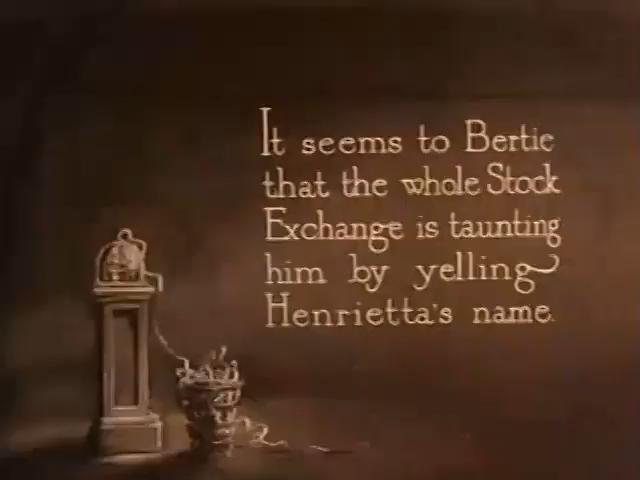 It seems to Bertie
that the whole Stock
Exchange is taunting
him by yelling
Henrietta's name.